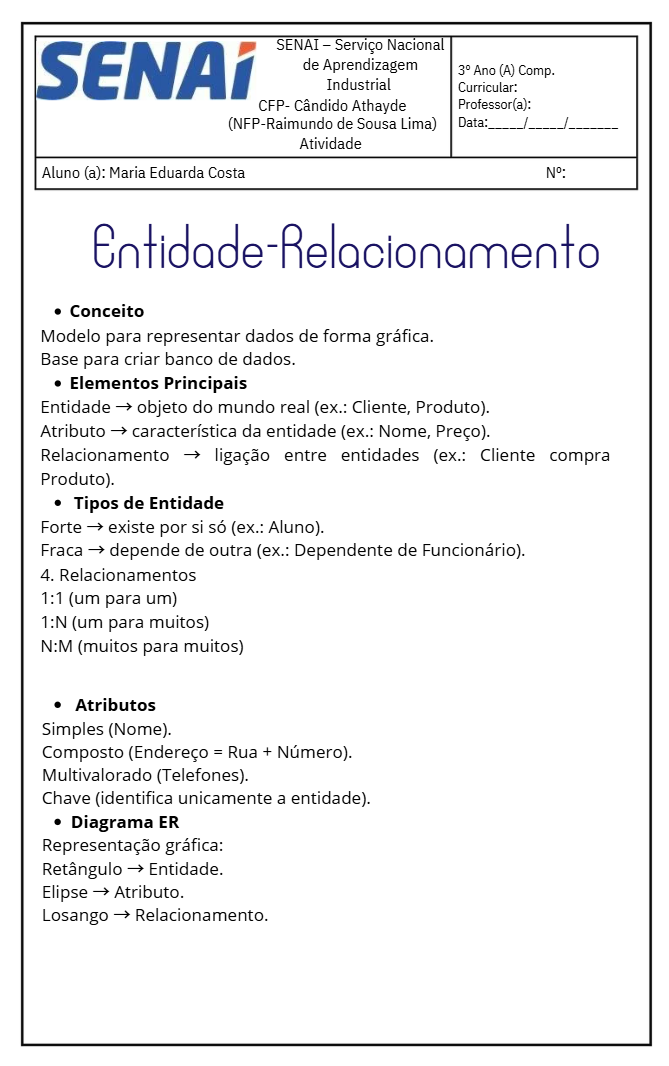 SENAI
SENAI – Serviço Nacional
de Aprendizagem
Industrial
CFP- Cândido Athayde
(NFP-Raimundo de Sousa Lima)
Atividade
3º Ano (A) Comp.
Curricular:
Professor(a):
Data:_____/_____/_______
Aluno (a): Maria Eduarda Costa Nº:
Entidade-Relacionamento
• Conceito
Modelo para representar dados de forma gráfica.
Base para criar banco de dados.
• Elementos Principais
Entidade → objeto do mundo real (ex.: Cliente, Produto).
Atributo → característica da entidade (ex.: Nome, Preço).
Relacionamento → ligação entre entidades (ex.: Cliente compra
Produto).
• Tipos de Entidade
Forte → existe por si só (ex.: Aluno).
Fraca → depende de outra (ex.: Dependente de Funcionário).
4. Relacionamentos
1:1 (um para um)
1:N (um para muitos)
N:M (muitos para muitos)
• Atributos
Simples (Nome).
Composto (Endereço = Rua + Número).
Multivalorado (Telefones).
Chave (identifica unicamente a entidade).
• Diagrama ER
Representação gráfica:
Retângulo → Entidade.
Elipse → Atributo.
Losango → Relacionamento.